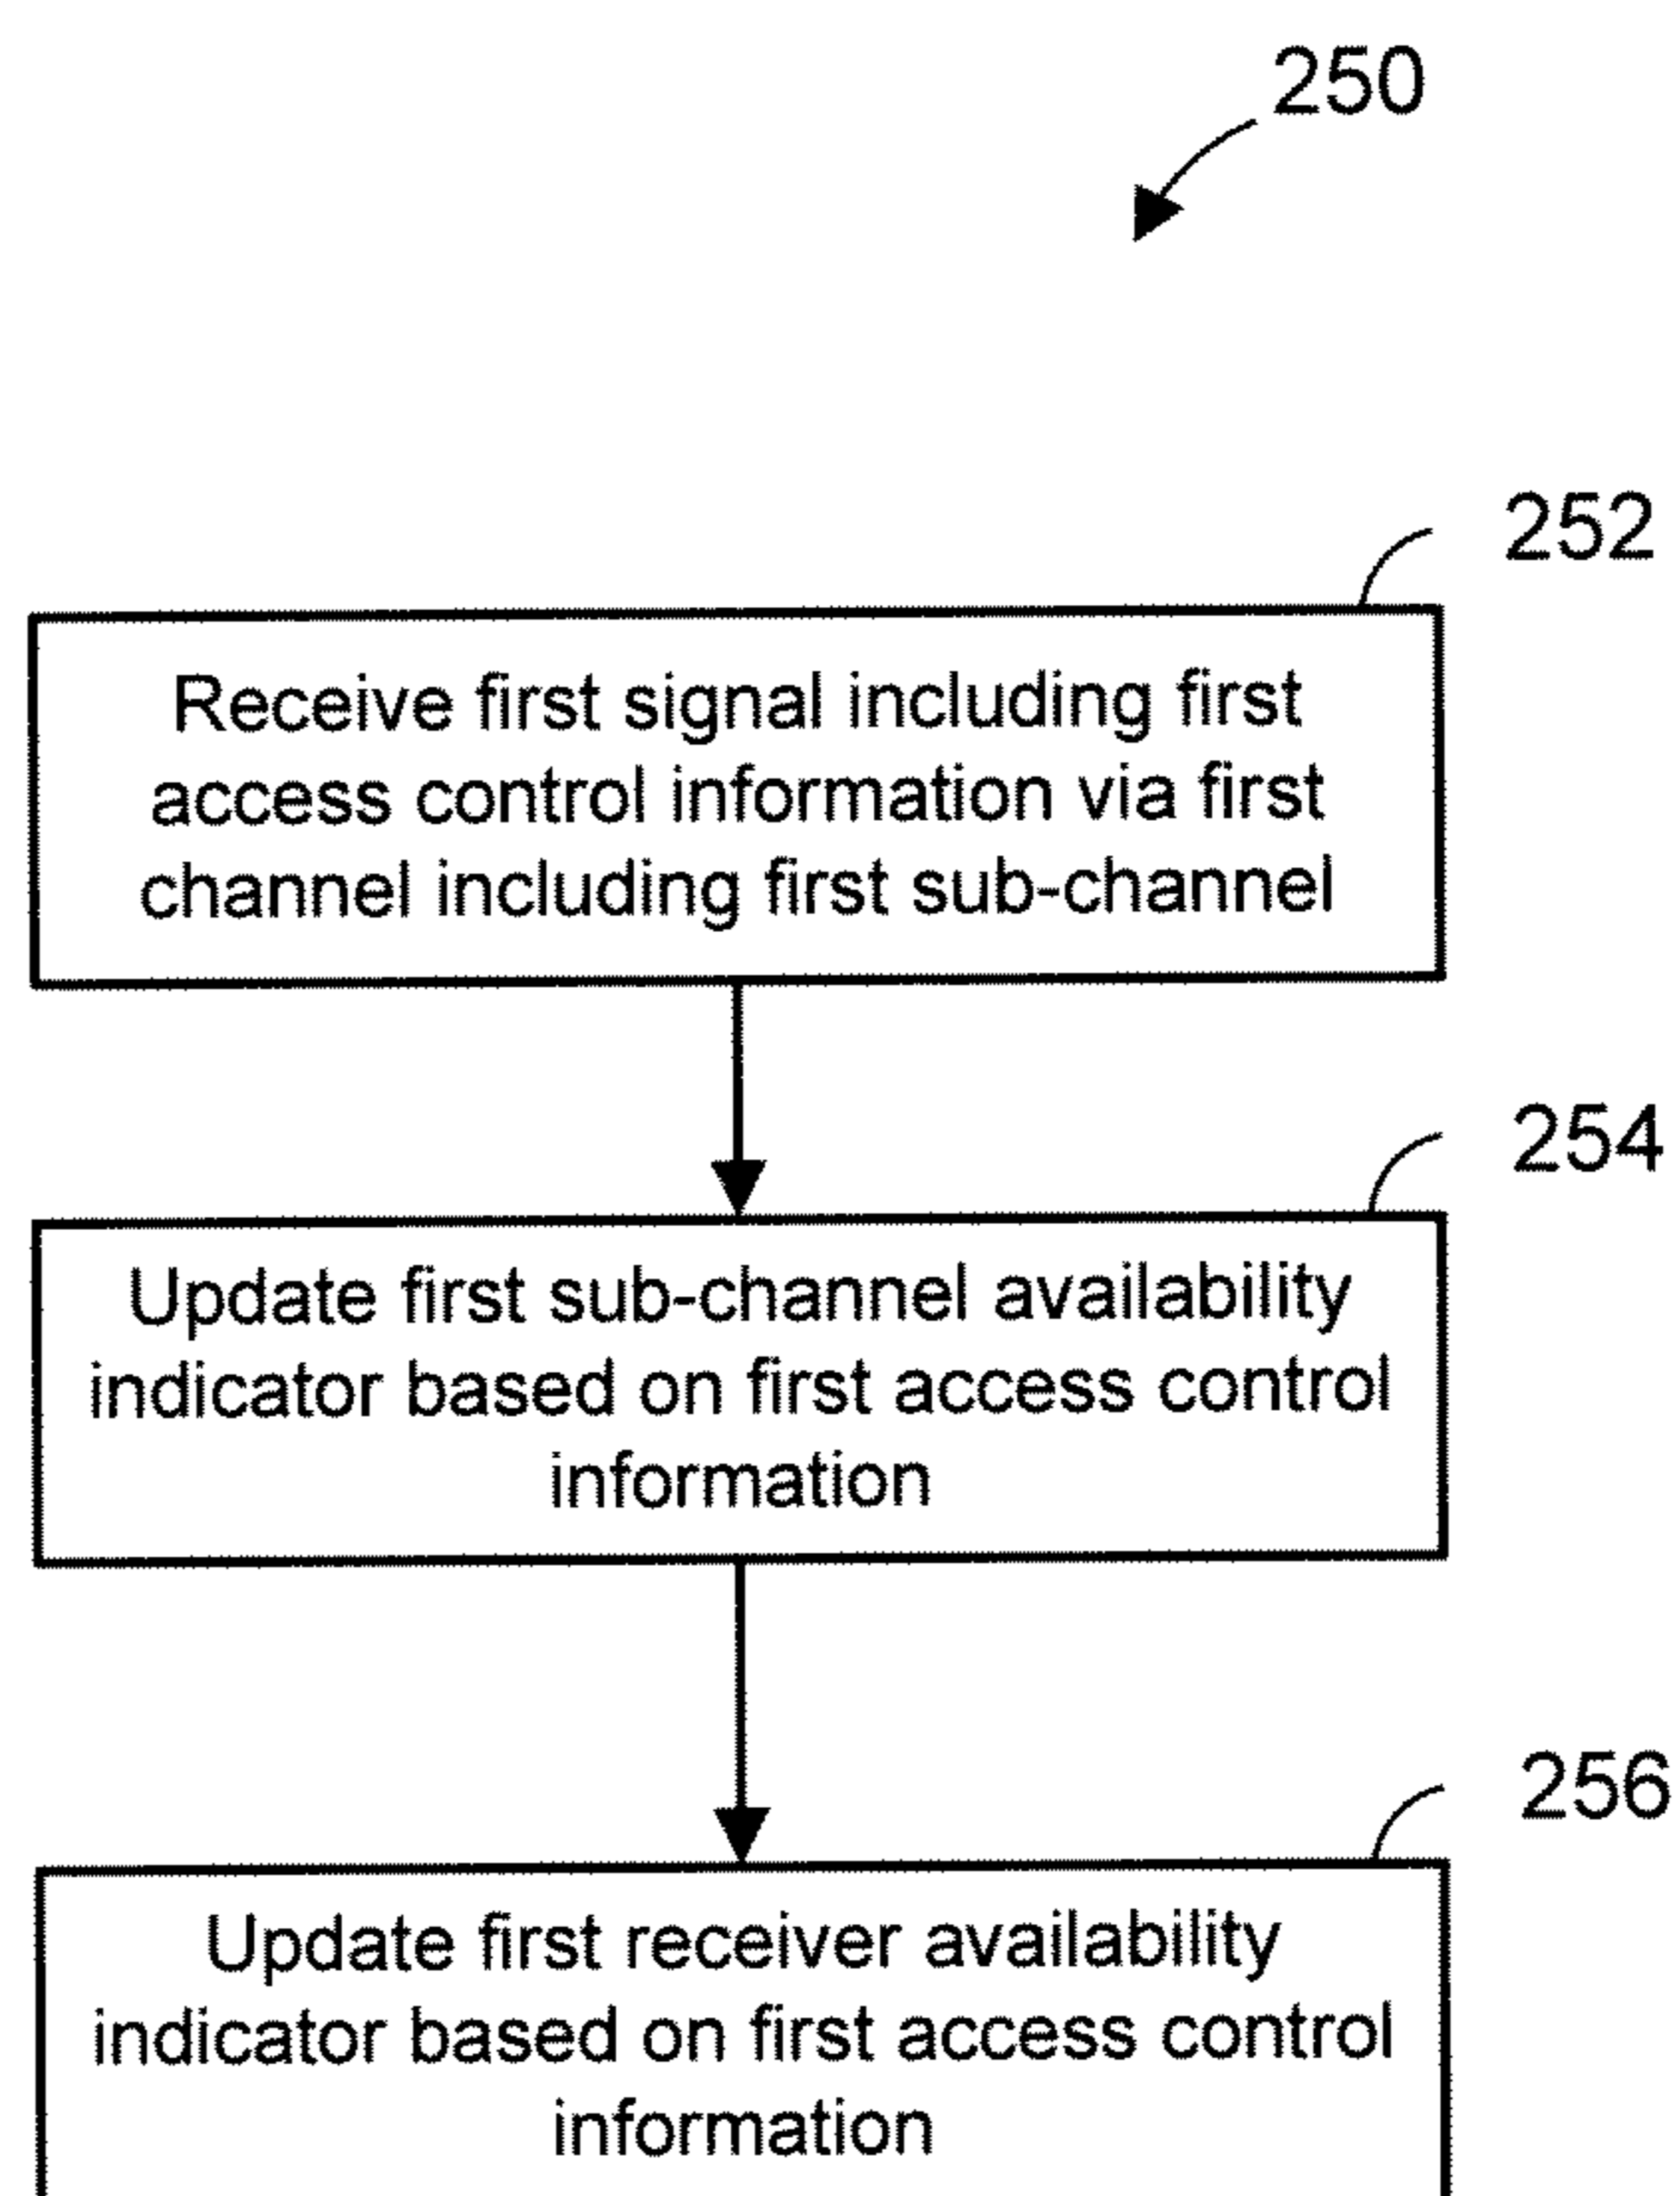 250
252
Receive first signal including first
access control information via first
channel including first sub-channel
254
Update first sub-channel availability
indicator based on first access control
information
256
Update first receiver availability
indicator based on first access control
information